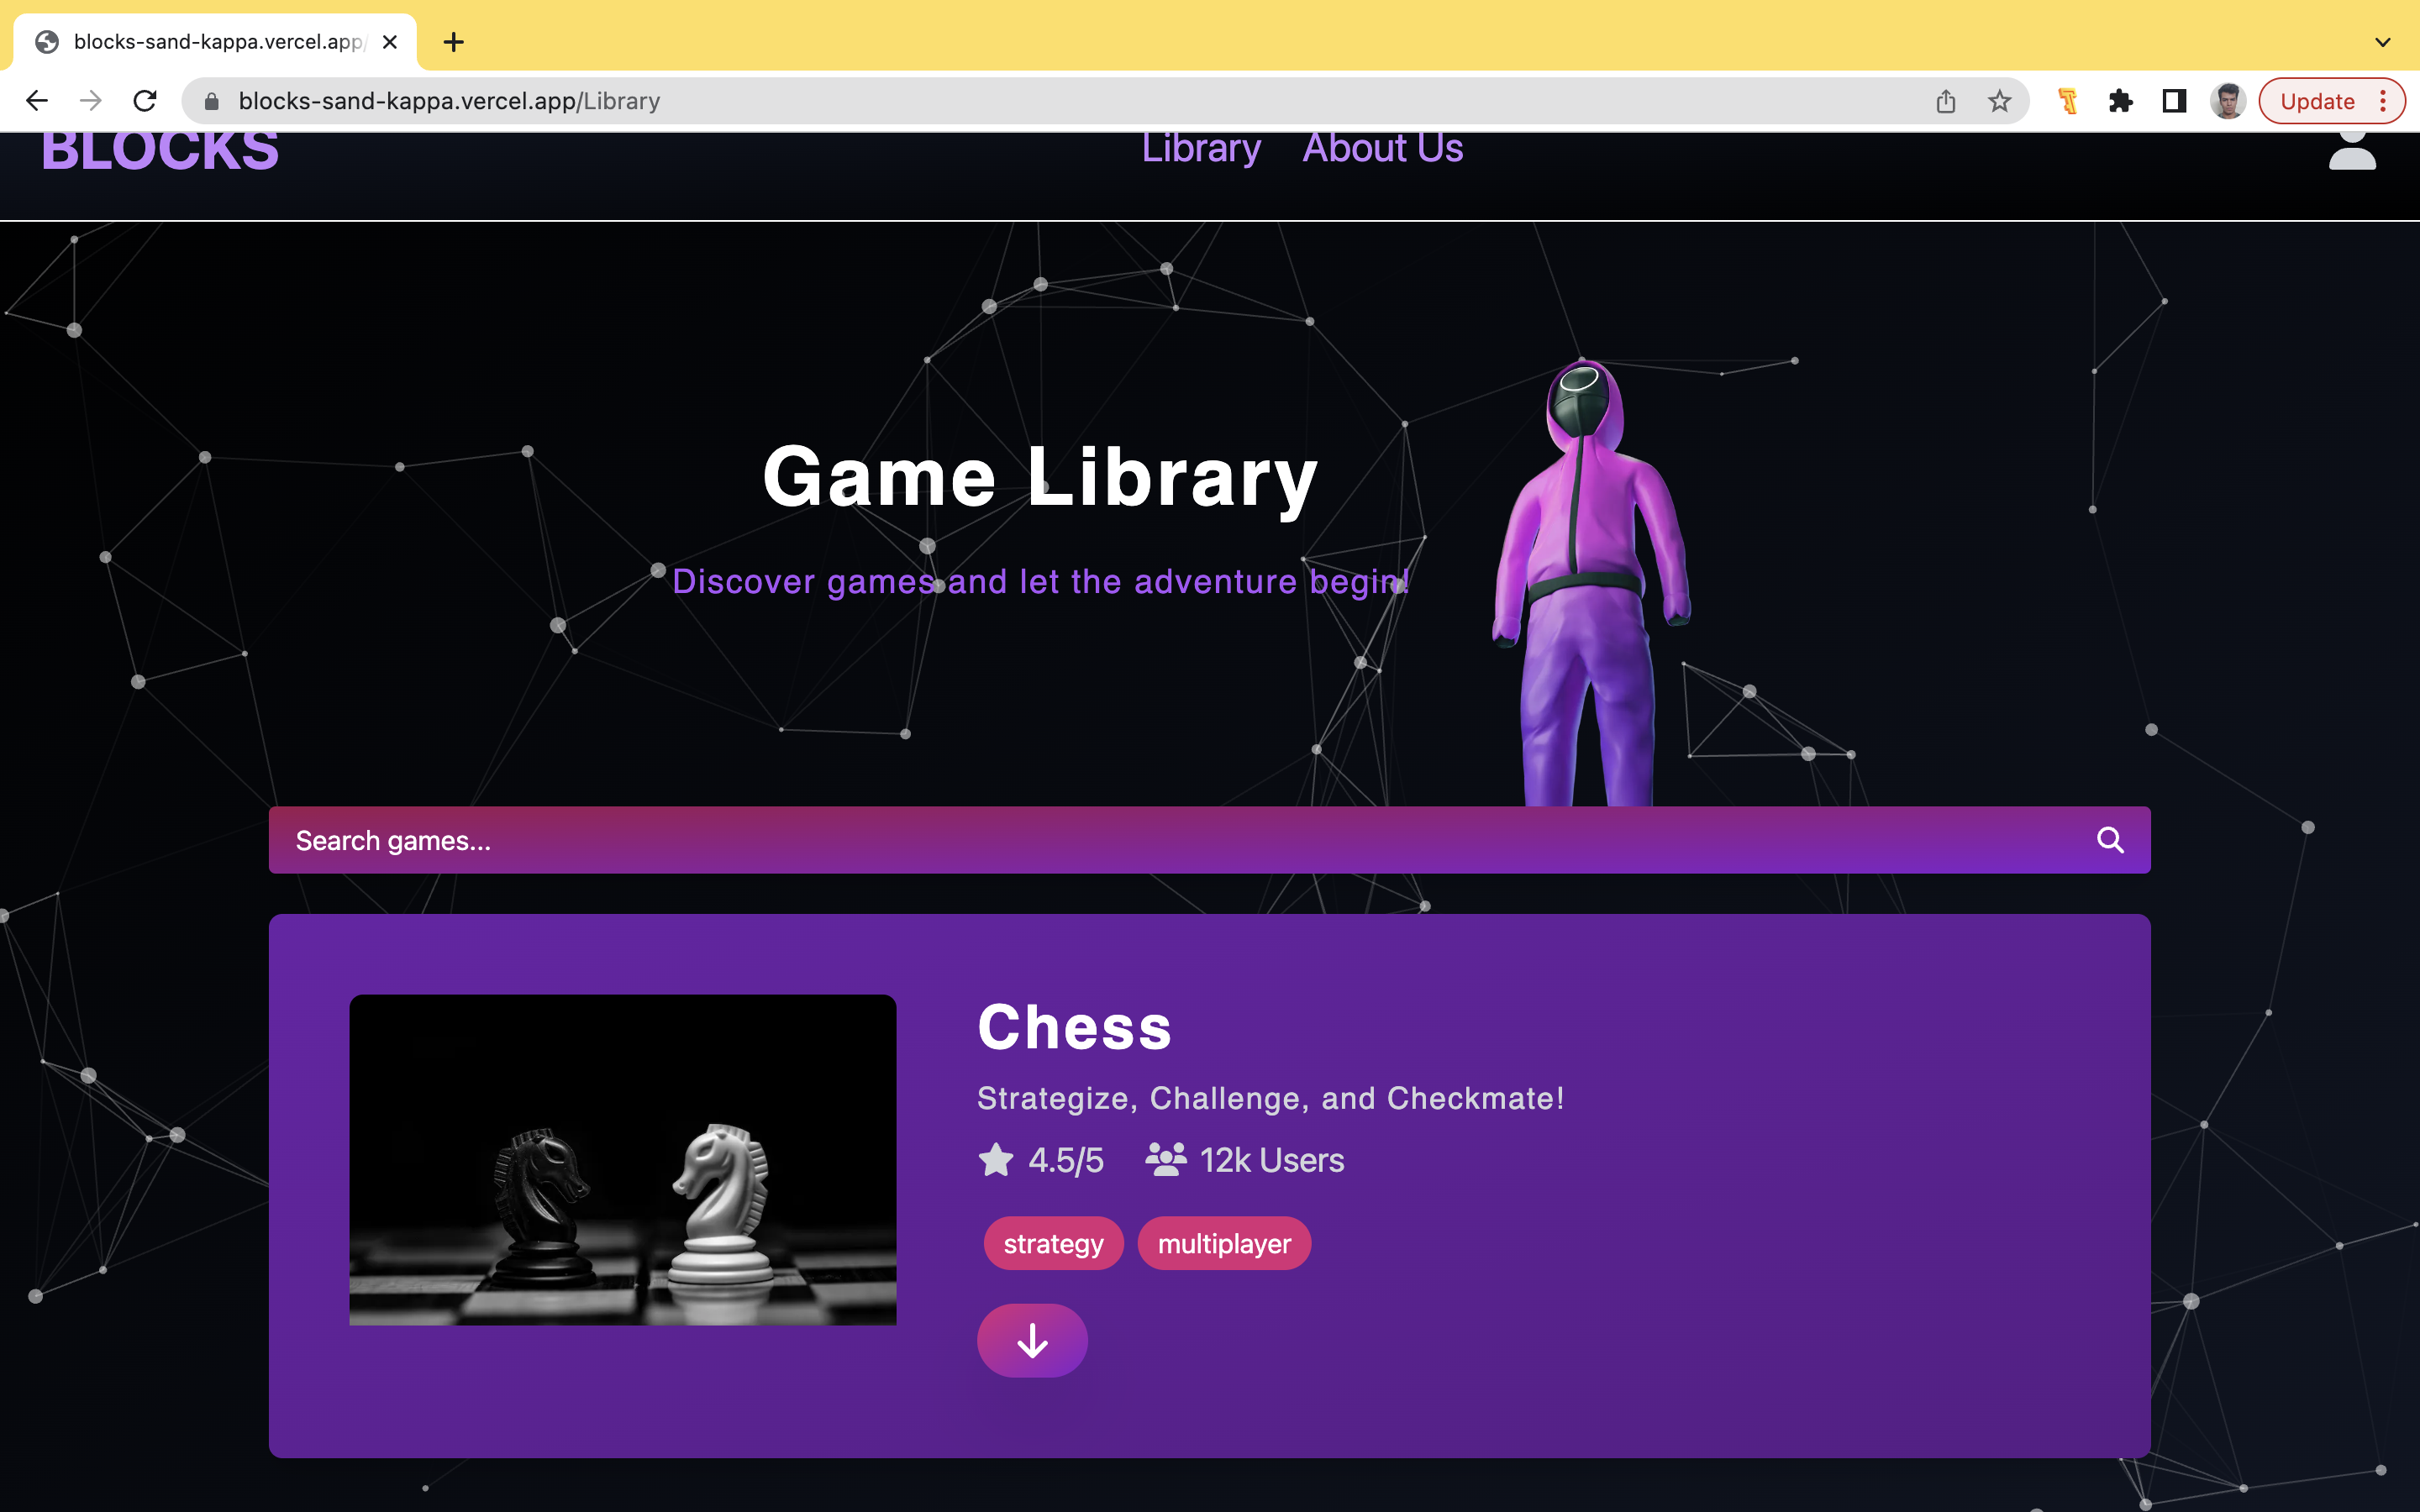 blocks-sand-kappa.vercel.app/
blocks-sand-kappa.vercel.app/Library
Update
BLOCKS
Library
About Us
Game Library
Discover games and let the adventure begin!
Search games...
Chess
Strategize, Challenge, and Checkmate!
4.5/5
12k Users
strategy
multiplayer